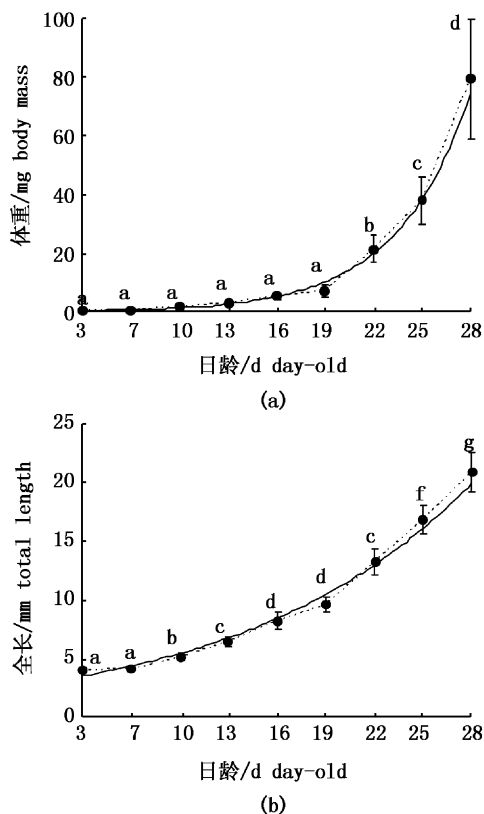 100
80
60
40
20
0
体重/mg body mass
a a a a a a b c d
3 7 10 13 16 19 22 25 28
日龄/d day-old
(a)
25
20
15
10
5
0
全长/mm total length
a a b c d d c f g
3 7 10 13 16 19 22 25 28
日龄/d day-old
(b)